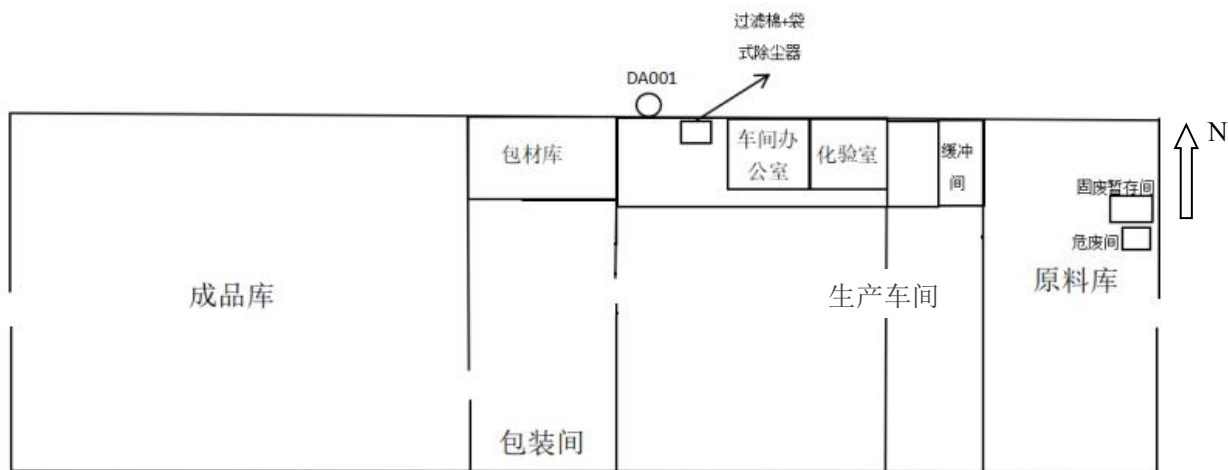 过滤棉+袋
式除尘器
DA001
N
包材库
车间办
公室
化验室
缓冲
间
固废暂存间
危废间
成品库
生产车间
原料库
包装间